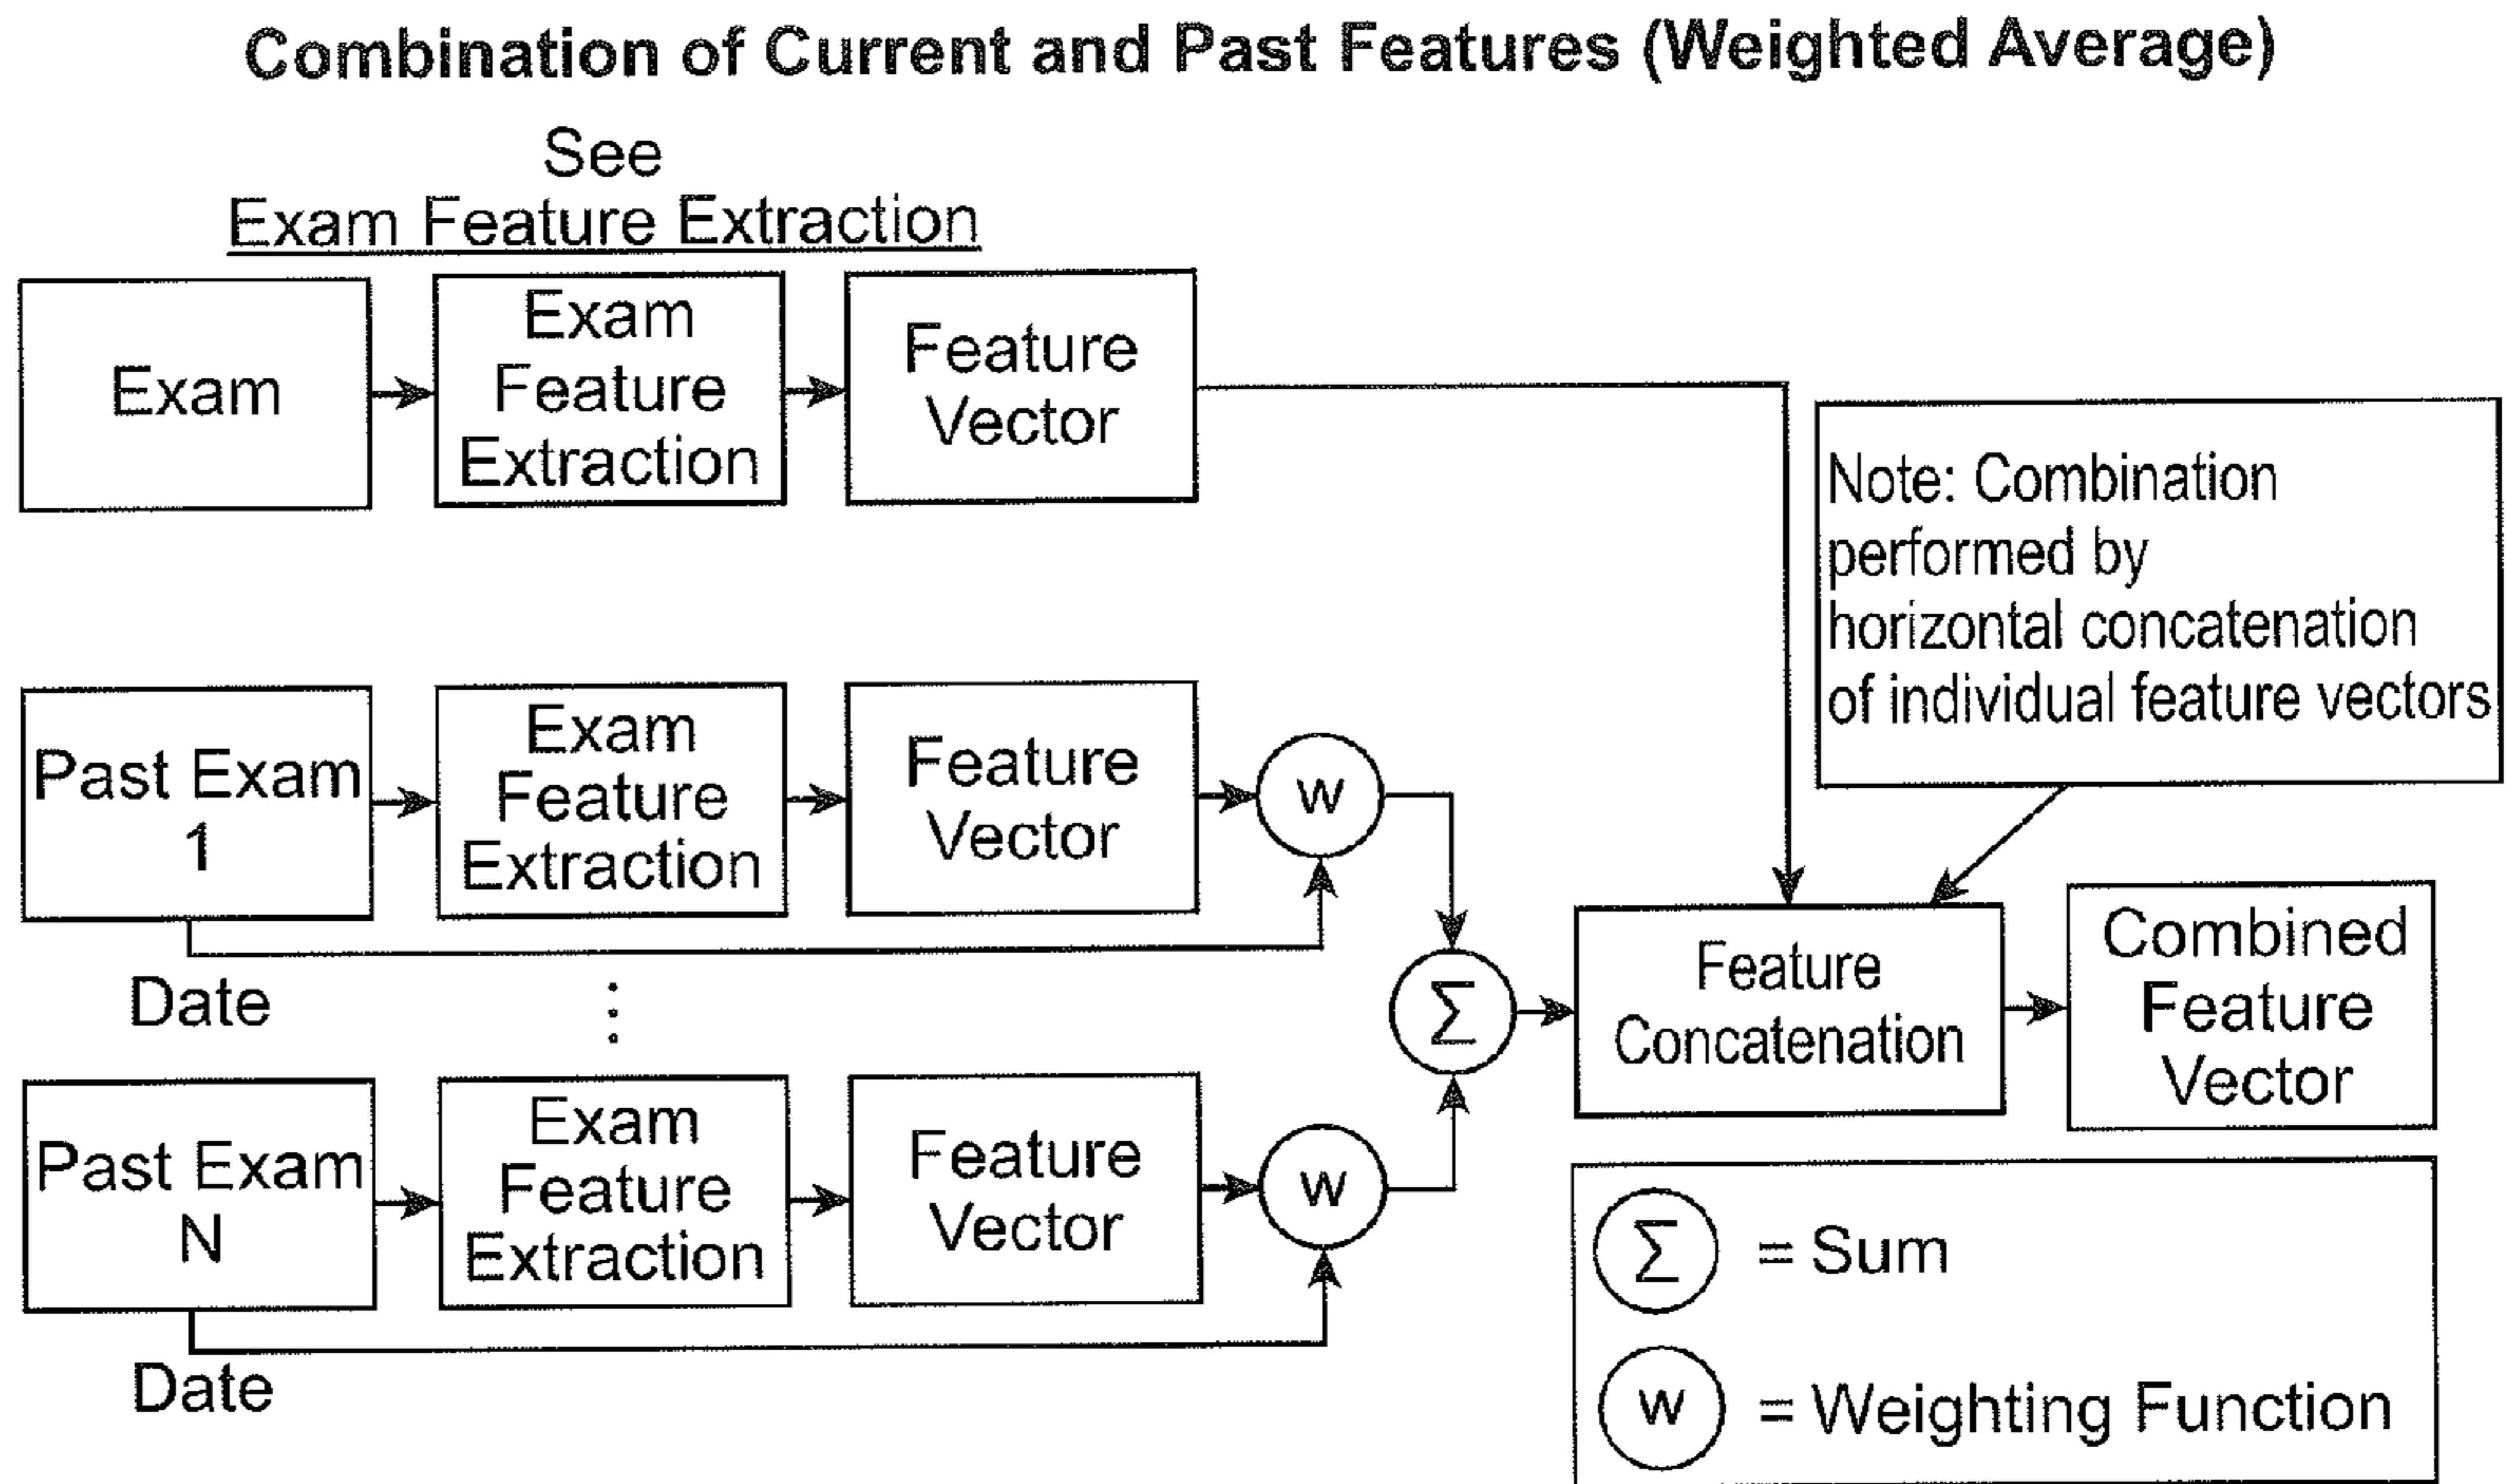 Combination of Current and Past Features (Weighted Average)
See
Exam Feature Extraction
Exam
Exam
Feature
Extraction
Feature
Vector
Note: Combination
performed by
horizontal concatenation
of individual feature vectors
Past Exam
1
Exam
Feature
Extraction
Feature
Vector
w
Date
Σ
Feature
Concatenation
Combined
Feature
Vector
Past Exam
N
Exam
Feature
Extraction
Feature
Vector
w
Date
Σ = Sum
w = Weighting Function